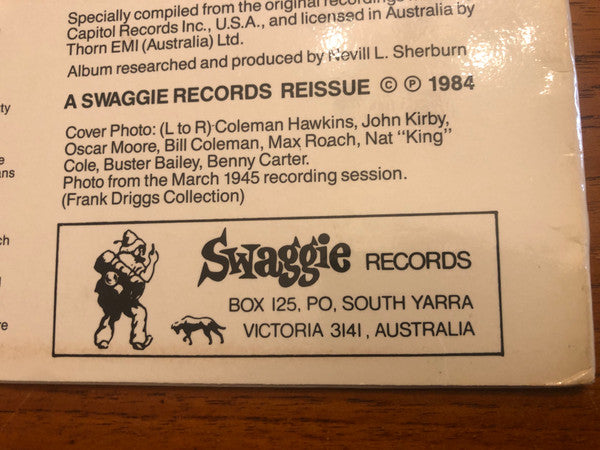 Specially compiled from the original recordings
Capitol Records Inc., U.S.A., and licensed in Australia by
Thorn EMI (Australia) Ltd.
Album researched and produced by Nevill L. Sherburn
A SWAGGIE RECORDS REISSUE © ℗ 1984
Cover Photo: (L to R) Coleman Hawkins, John Kirby,
Oscar Moore, Bill Coleman, Max Roach, Nat "King"
Cole, Buster Bailey, Benny Carter.
Photo from the March 1945 recording session.
(Frank Driggs Collection)
Swaggie RECORDS
BOX 125, PO, SOUTH YARRA
VICTORIA 3141, AUSTRALIA